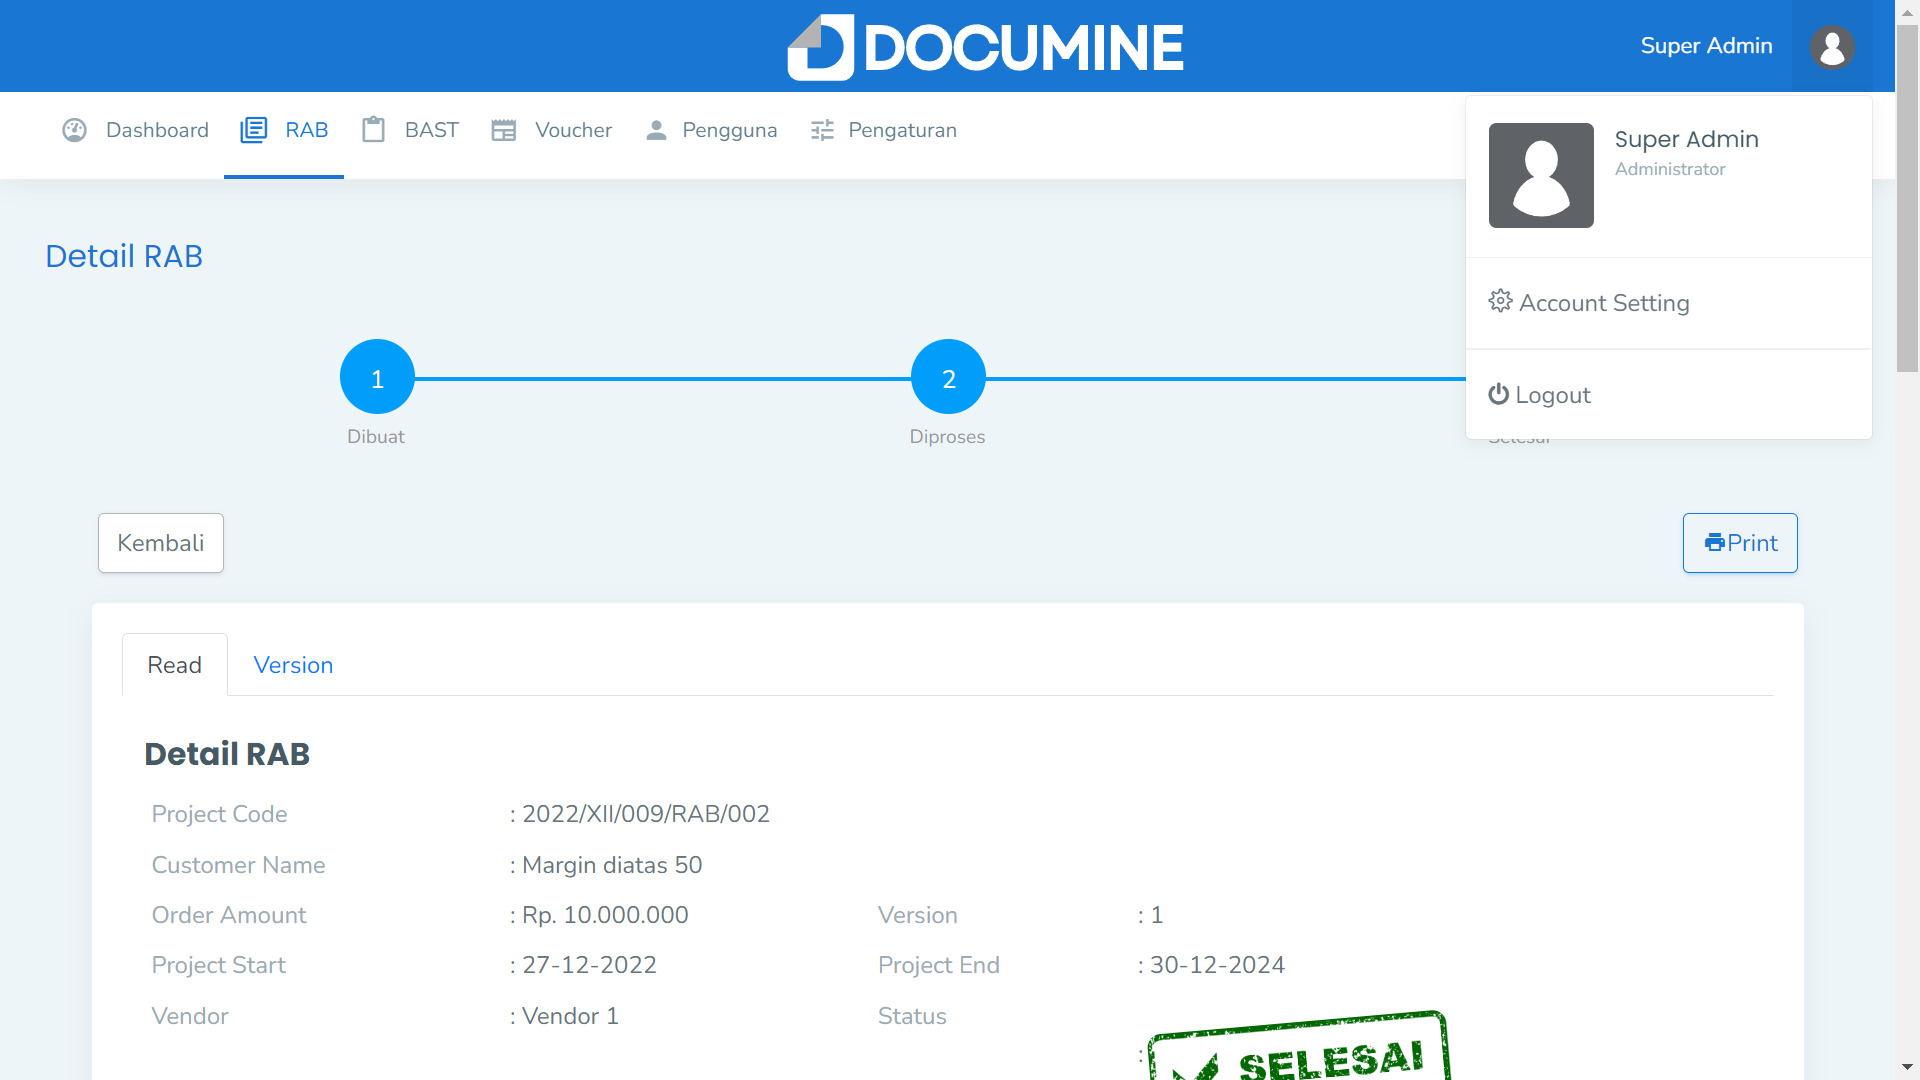 DOCUMINE
Super Admin
Dashboard
RAB
BAST
Voucher
Pengguna
Pengaturan
Super Admin
Administrator
Account Setting
Logout
Detail RAB
1
2
Dibuat
Diproses
Selesai
Kembali
Print
Read
Version
Detail RAB
Project Code : 2022/XII/009/RAB/002
Customer Name : Margin diatas 50
Order Amount : Rp. 10.000.000 Version : 1
Project Start : 27-12-2022 Project End : 30-12-2024
Vendor : Vendor 1 Status
: SELESAI